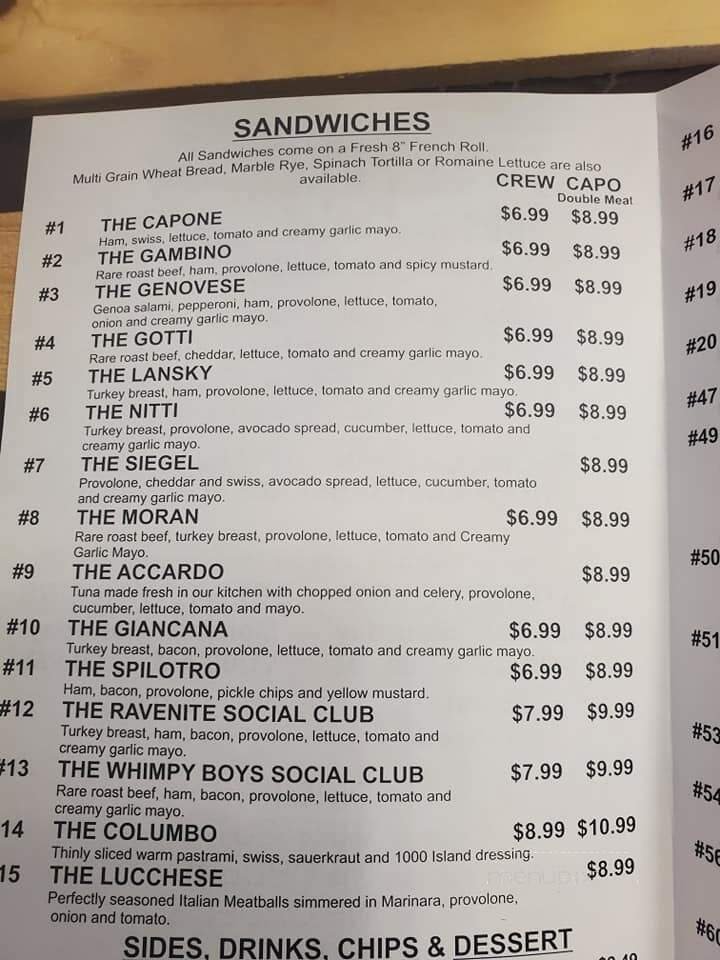 SANDWICHES
All Sandwiches come on a Fresh 8" French Roll.
Multi Grain Wheat Bread, Marble Rye, Spinach Tortilla or Romaine Lettuce are also
available.
CREW CAPO
Double Meat
#1 THE CAPONE $6.99 $8.99
Ham, swiss, lettuce, tomato and creamy garlic mayo.
#2 THE GAMBINO $6.99 $8.99
Rare roast beef, ham, provolone, lettuce, tomato and spicy mustard.
#3 THE GENOVESE $6.99 $8.99
Genoa salami, pepperoni, ham, provolone, lettuce, tomato,
onion and creamy garlic mayo.
#4 THE GOTTI $6.99 $8.99
Rare roast beef, cheddar, lettuce, tomato and creamy garlic mayo.
#5 THE LANSKY $6.99 $8.99
Turkey breast, ham, provolone, lettuce, tomato and creamy garlic mayo.
#6 THE NITTI $6.99 $8.99
Turkey breast, provolone, avocado spread, cucumber, lettuce, tomato and
creamy garlic mayo.
#7 THE SIEGEL $8.99
Provolone, cheddar and swiss, avocado spread, lettuce, cucumber, tomato
and creamy garlic mayo.
#8 THE MORAN $6.99 $8.99
Rare roast beef, turkey breast, provolone, lettuce, tomato and Creamy
Garlic Mayo.
#9 THE ACCARDO $8.99
Tuna made fresh in our kitchen with chopped onion and celery, provolone,
cucumber, lettuce, tomato and mayo.
#10 THE GIANCANA $6.99 $8.99
Turkey breast, bacon, provolone, lettuce, tomato and creamy garlic mayo.
#11 THE SPILOTRO $6.99 $8.99
Ham, bacon, provolone, pickle chips and yellow mustard.
#12 THE RAVENITE SOCIAL CLUB $7.99 $9.99
Turkey breast, ham, bacon, provolone, lettuce, tomato and
creamy garlic mayo.
#13 THE WHIMPY BOYS SOCIAL CLUB $7.99 $9.99
Rare roast beef, ham, bacon, provolone, lettuce, tomato and
creamy garlic mayo.
14 THE COLUMBO $8.99 $10.99
Thinly sliced warm pastrami, swiss, sauerkraut and 1000 Island dressing.
15 THE LUCCHESE $8.99
Perfectly seasoned Italian Meatballs simmered in Marinara, provolone,
onion and tomato.
SIDES, DRINKS, CHIPS & DESSERT
#16
#17
#18
#19
#20
#47
#49
#50
#51
#53
#54